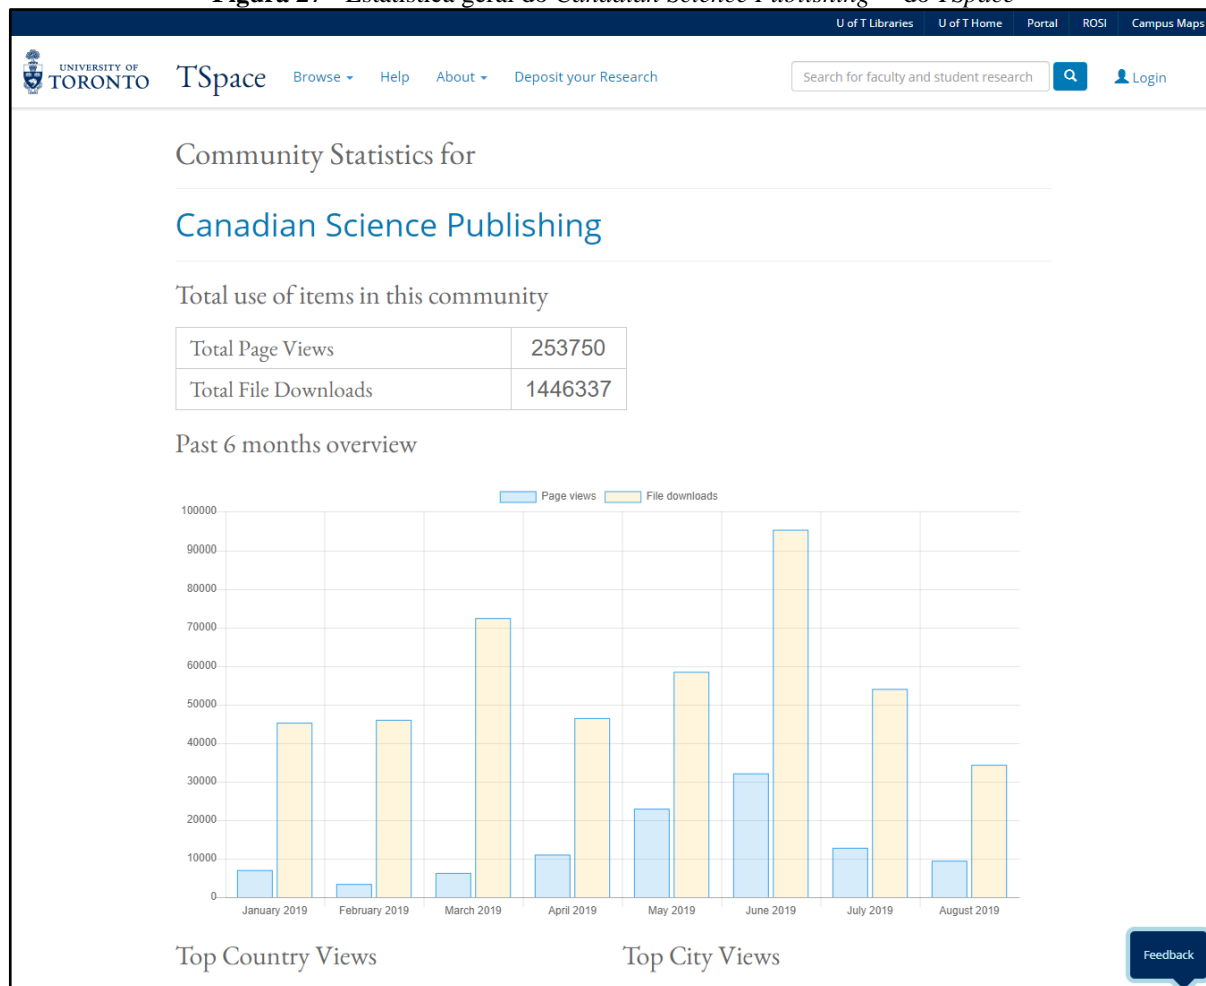 Figura 27 - Estatística geral do Canadian Science Publishing do TSpace
U of T Libraries U of T Home Portal ROSI Campus Maps
UNIVERSITY OF
TORONTO
TSpace Browse Help About Deposit your Research Search for faculty and student research Login
Community Statistics for
Canadian Science Publishing
Total use of items in this community
Total Page Views 253750
Total File Downloads 1446337
Past 6 months overview
Page views File downloads
100000
90000
80000
70000
60000
50000
40000
30000
20000
10000
0
January 2019 February 2019 March 2019 April 2019 May 2019 June 2019 July 2019 August 2019
Top Country Views Top City Views
Feedback